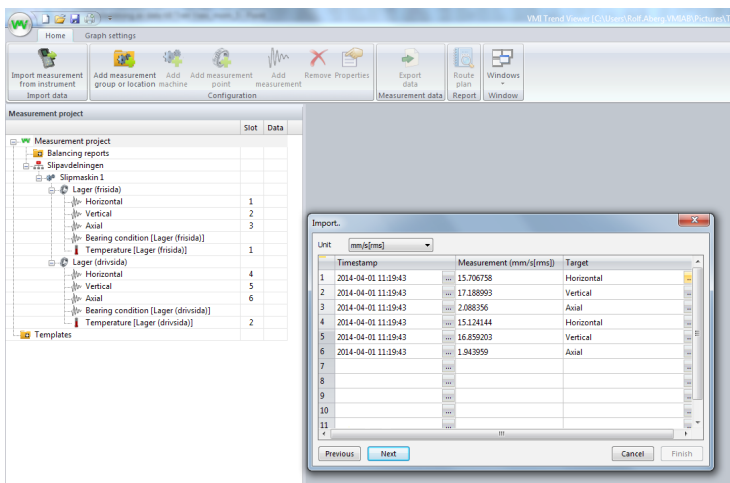 VMI Trend Viewer [C:\Users\Rolf.Aberg.VMIAB\Pictures\T
Home Graph settings
Import measurement from instrument
Add measurement group or location
Add machine
Add measurement point
Add measurement
Remove
Properties
Export data
Route plan
Windows
Import data
Configuration
Measurement data
Report
Window
Measurement project
Slot Data
Measurement project
Balancing reports
Slipavdelningen
Slipmaskin 1
Lager (frisida)
Horizontal 1
Vertical 2
Axial 3
Bearing condition [Lager (frisida)]
Temperature [Lager (frisida)] 1
Lager (drivsida)
Horizontal 4
Vertical 5
Axial 6
Bearing condition [Lager (drivsida)]
Temperature [Lager (drivsida)] 2
Templates
Import..
Unit mm/s[rms]
Timestamp Measurement (mm/s[rms]) Target
1 2014-04-01 11:19:43 ... 15.706758 Horizontal ...
2 2014-04-01 11:19:43 ... 17.188993 Vertical ...
3 2014-04-01 11:19:43 ... 2.088356 Axial ...
4 2014-04-01 11:19:43 ... 15.124144 Horizontal ...
5 2014-04-01 11:19:43 ... 16.859203 Vertical ...
6 2014-04-01 11:19:43 ... 1.943959 Axial ...
7 ... ...
8 ... ...
9 ... ...
10 ... ...
11 ...
Previous Next Cancel Finish